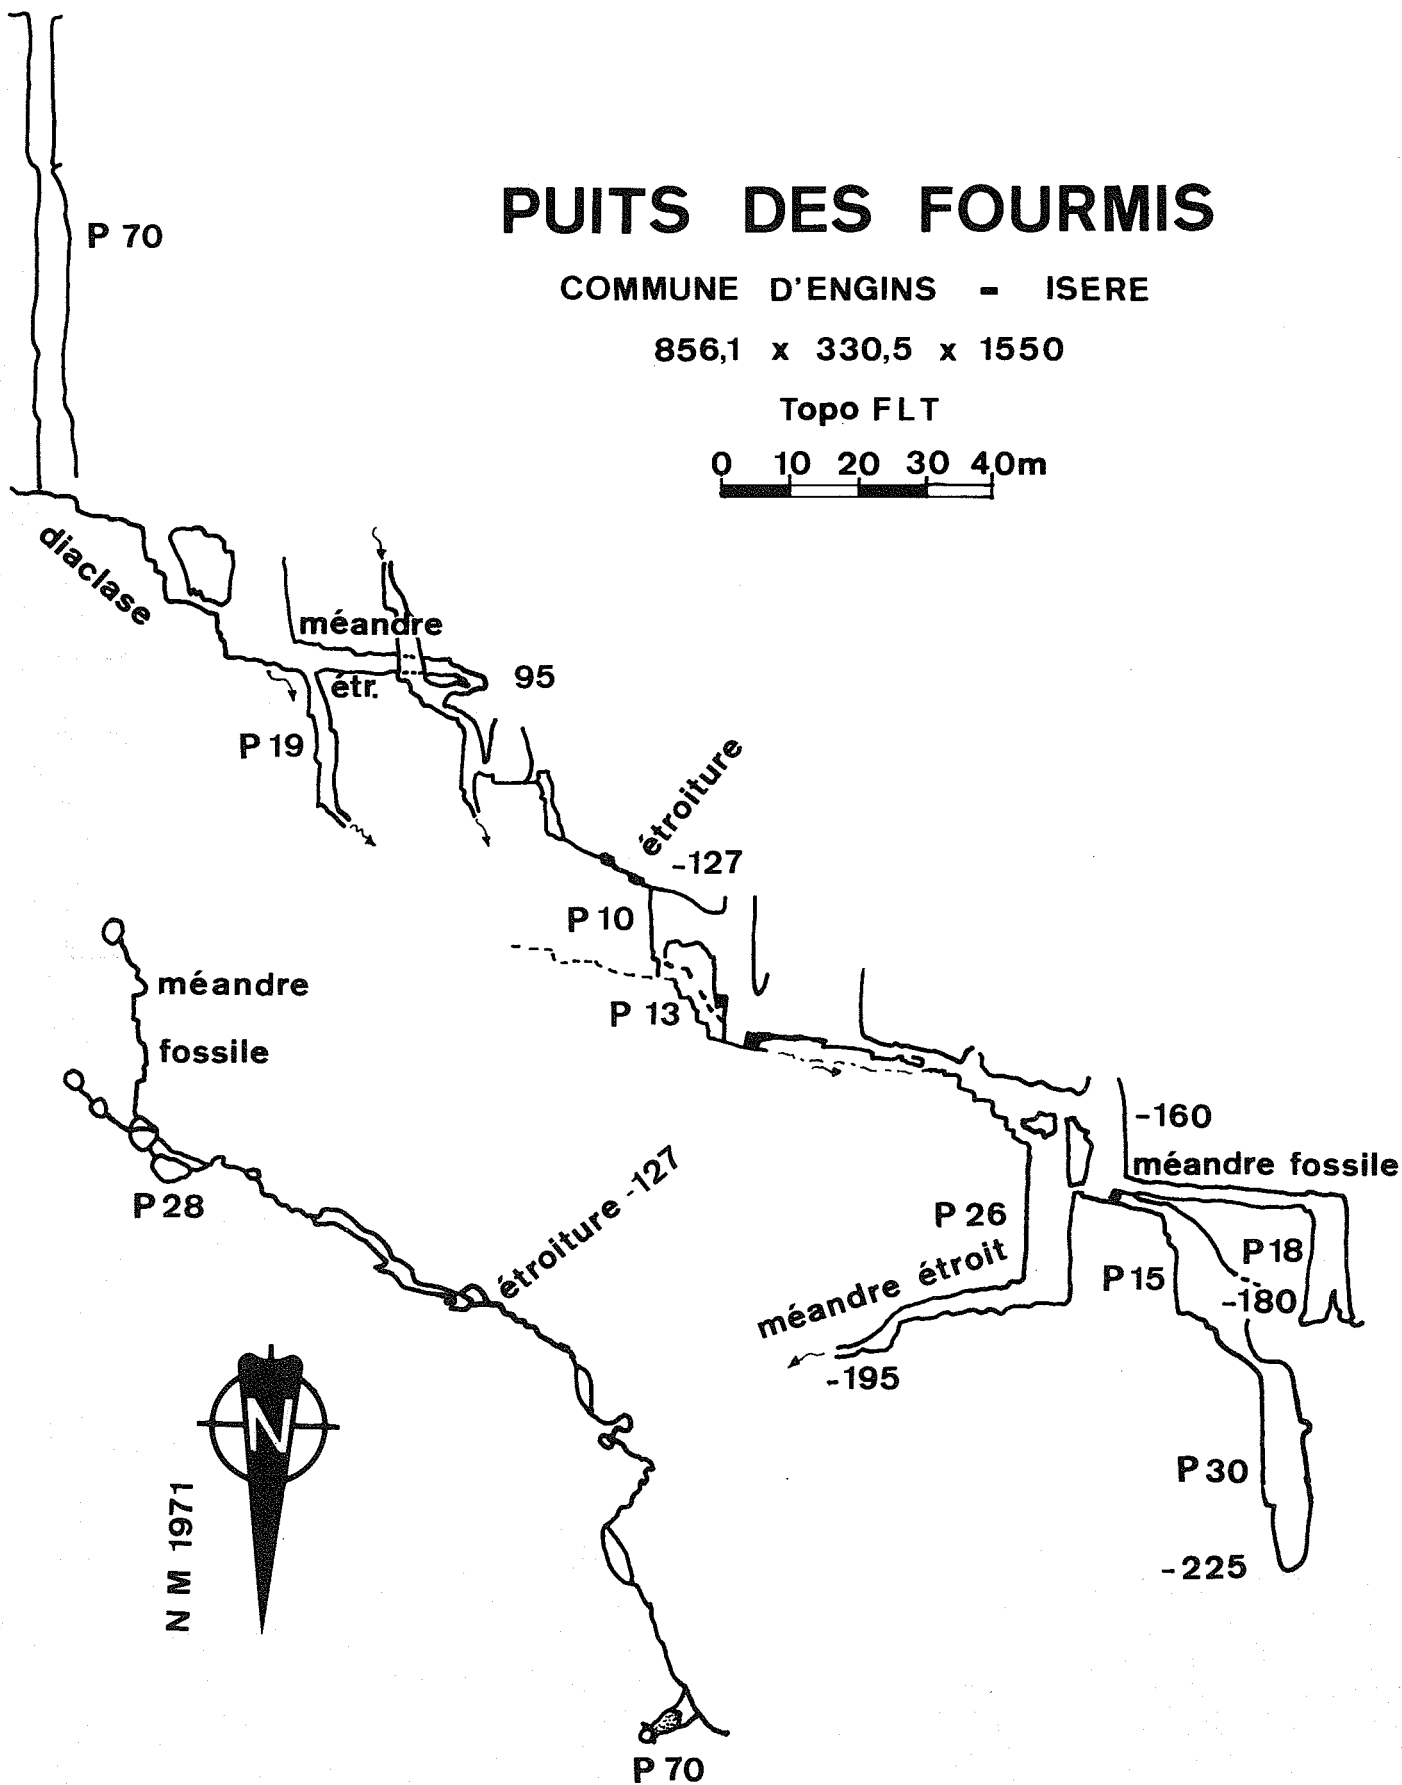 PUITS DES FOURMIS
COMMUNE D'ENGINS - ISERE
856,1 x 330,5 x 1550
Topo FLT
0 10 20 30 40m
P 70
diaclase
méandre
étr.
95
P 19
étroiture
-127
P 10
P 13
-160
méandre fossile
P 26
P 18
P 15
méandre étroit
-180
-195
P 30
-225
méandre
fossile
P 28
étroiture -127
N
N M 1971
P 70